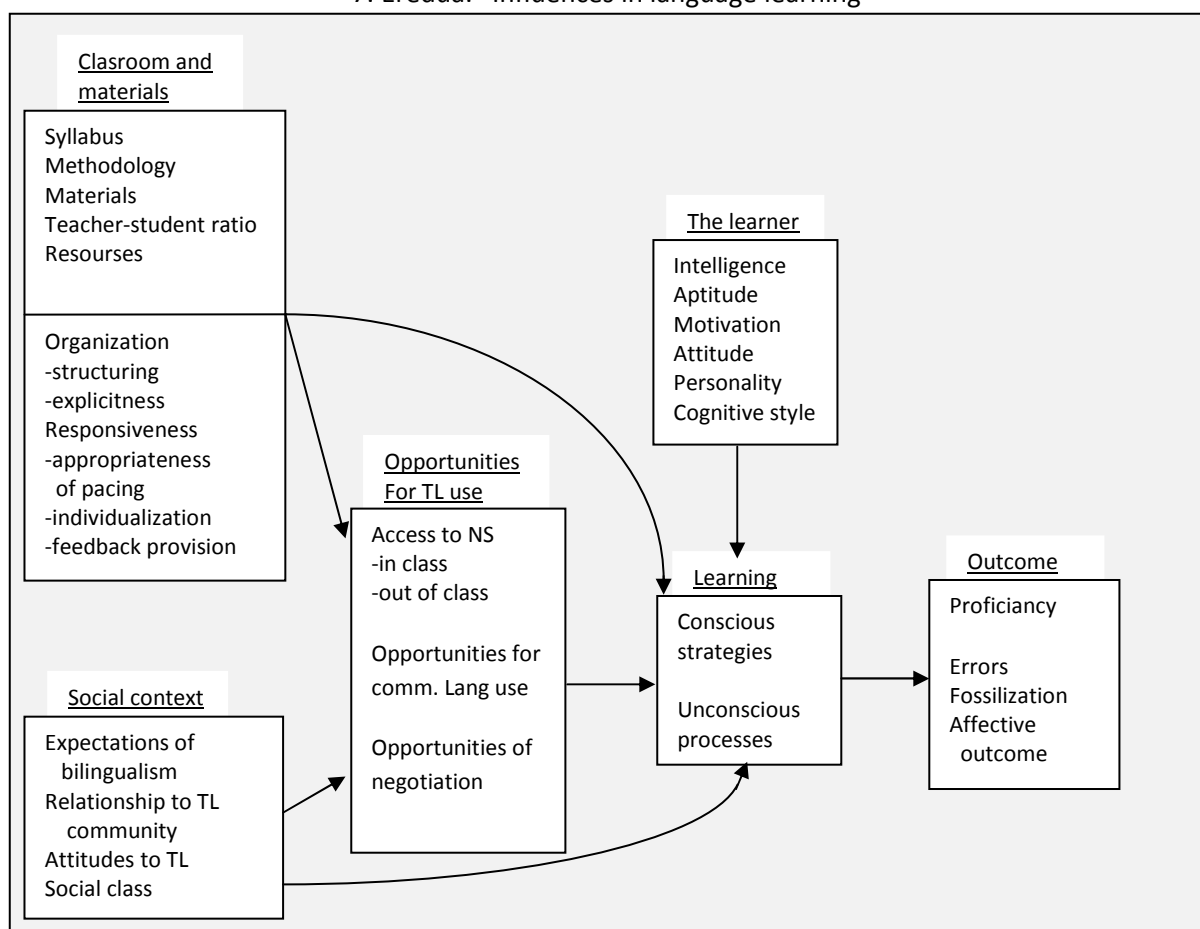 Influences in language learning
Clasroom and
materials
Syllabus
Methodology
Materials
Teacher-student ratio
Resourses
Organization
-structuring
-explicitness
Responsiveness
-appropriateness
of pacing
-individualization
-feedback provision
Social context
Expectations of
bilingualism
Relationship to TL
community
Attitudes to TL
Social class
Opportunities
For TL use
Access to NS
-in class
-out of class
Opportunities for
comm. Lang use
Opportunities of
negotiation
The learner
Intelligence
Aptitude
Motivation
Attitude
Personality
Cognitive style
Learning
Conscious
strategies
Unconscious
processes
Outcome
Proficiancy
Errors
Fossilization
Affective
outcome